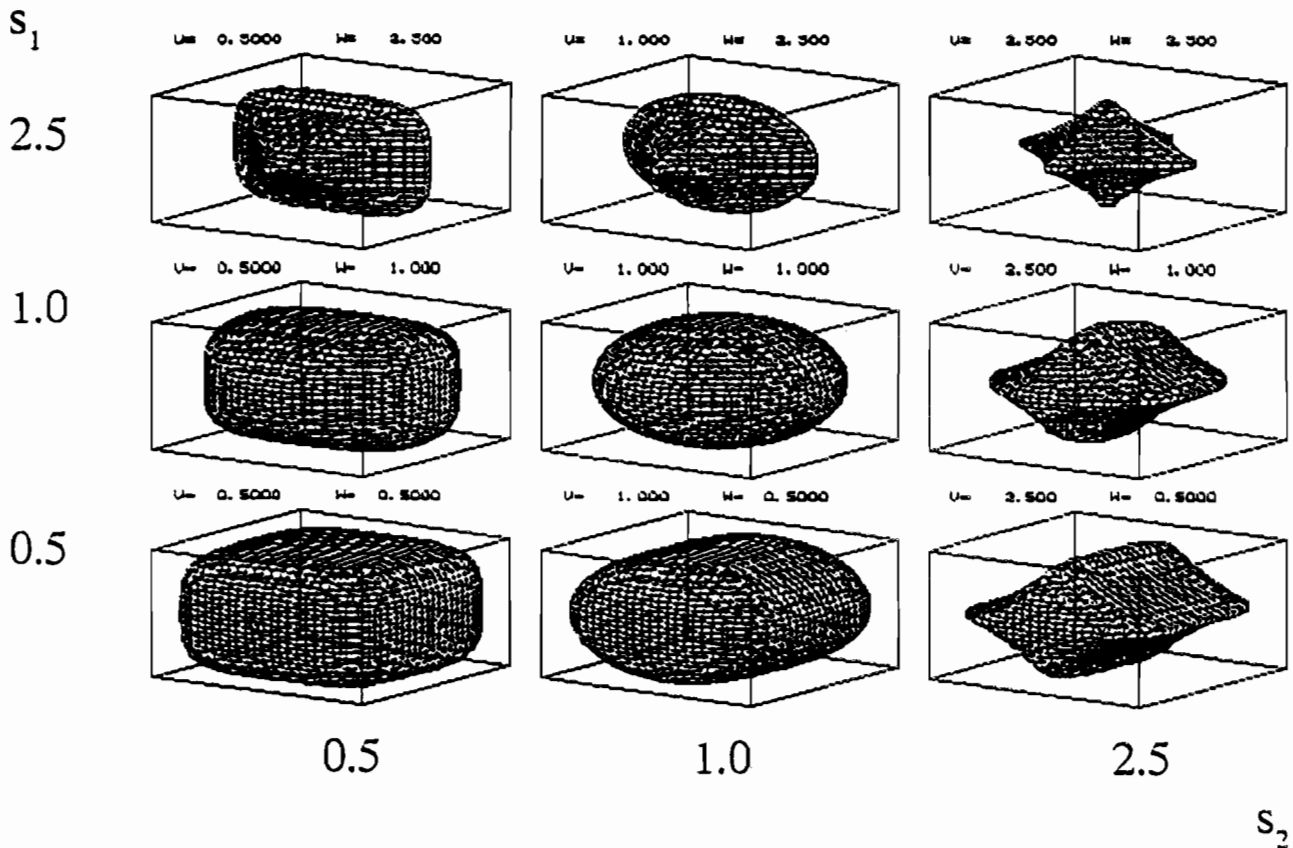 s1
V= 0.5000 W= 2.500
V= 1.000 W= 2.500
V= 2.500 W= 2.500
2.5
V= 0.5000 W= 1.000
V= 1.000 W= 1.000
V= 2.500 W= 1.000
1.0
V= 0.5000 W= 0.5000
V= 1.000 W= 0.5000
V= 2.500 W= 0.5000
0.5
0.5 1.0 2.5
s2